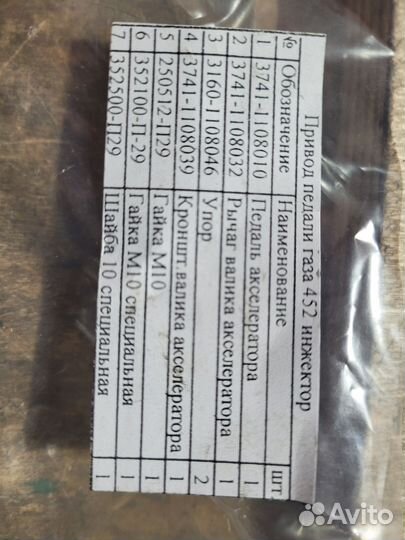 Привод педали газа 452 инжектор
№ Обозначение Наименование шт
1 3741-1108010 Педаль акселератора 1
2 3741-1108032 Рычаг валика акселератора 1
3 3160-1108046 Упор 2
4 3741-1108039 Кроншт.валика акселератора 1
5 250512-П29 Гайка М10 1
6 352100-П-29 Гайка М10 специальная 1
7 352500-П29 Шайба 10 специальная 1
Avito